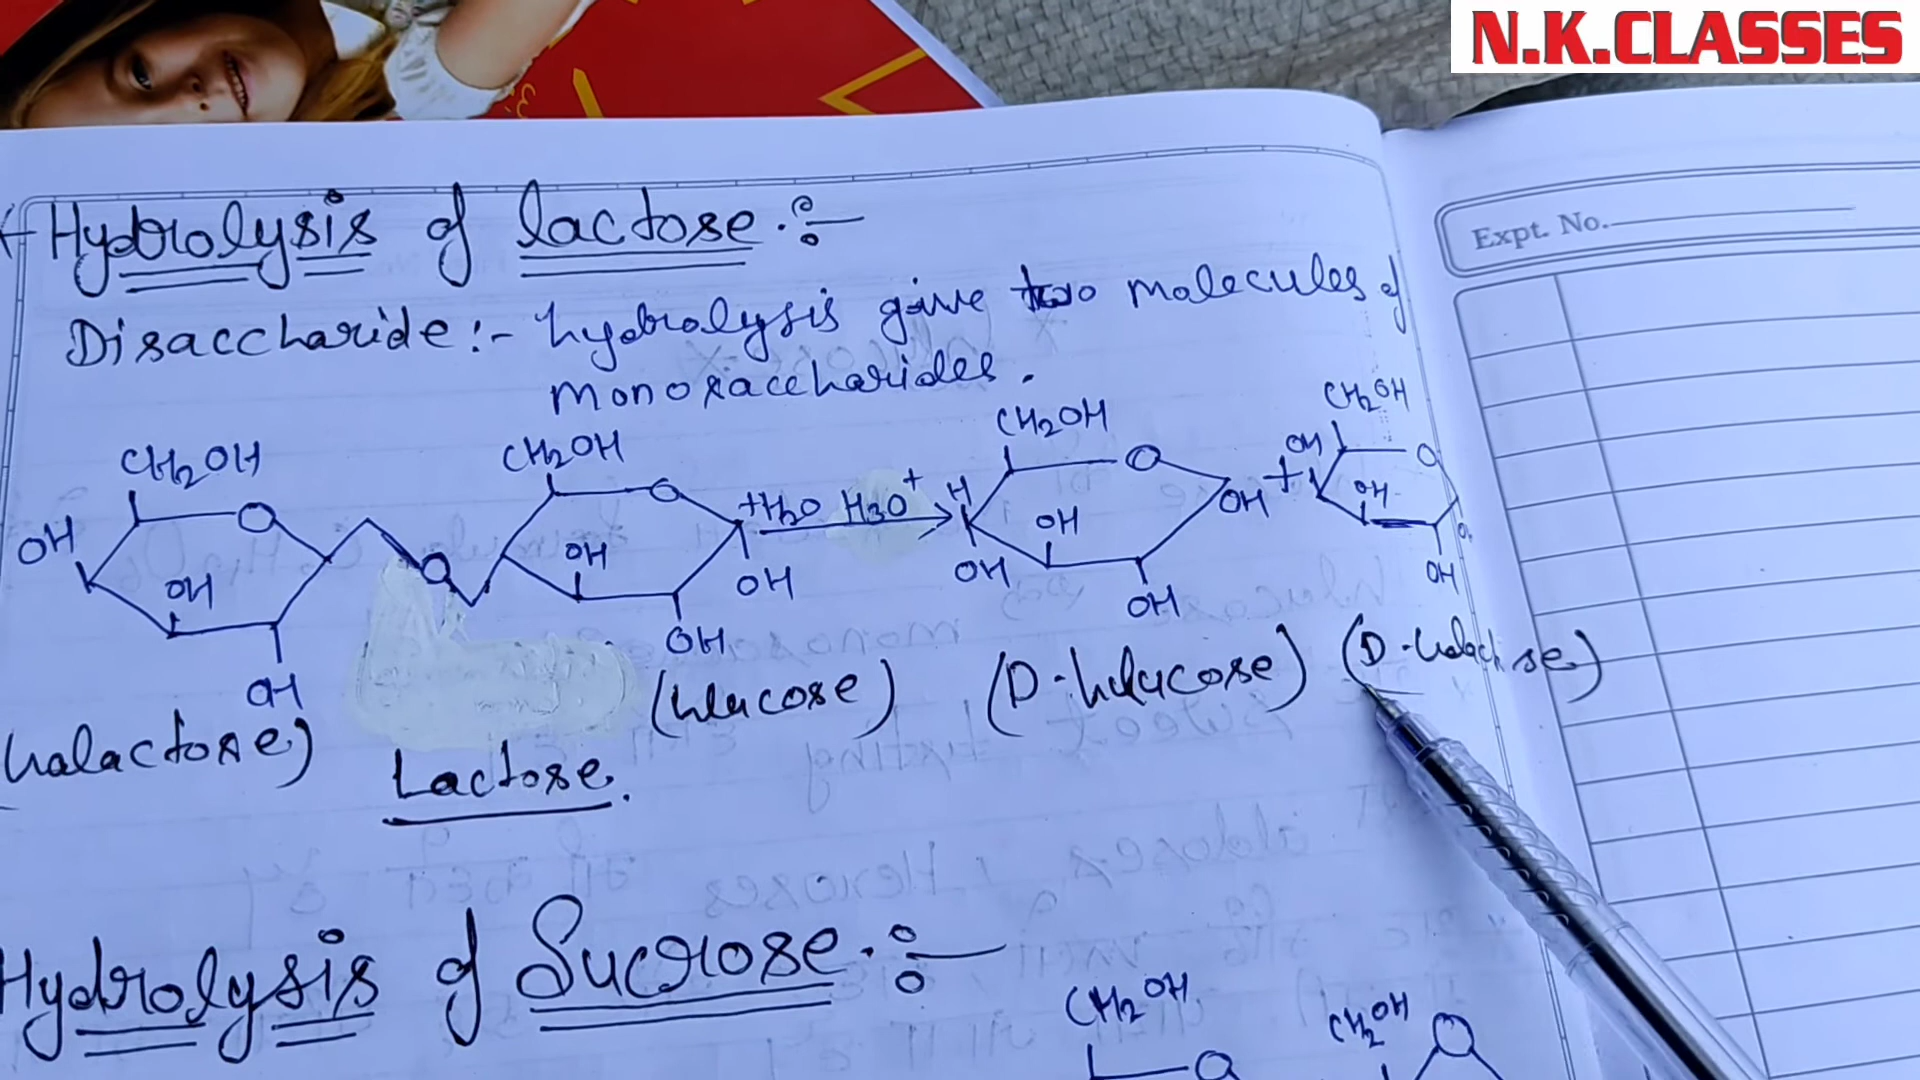 N.K.CLASSES
Expt. No.
Hydrolysis of lactose :-
Disaccharide :- hydrolysis give two molecules of
monosaccharides.
CH2OH CH2OH CH2OH CH2OH
OH O O +H2O H3O+ H O OH + OH O
OH O OH OH OH
OH OH OH OH OH
(Glucose) (D-Glucose)
Galactose)
Lactose.
Hydrolysis of Sucrose :-
CH2OH CH2OH O
O